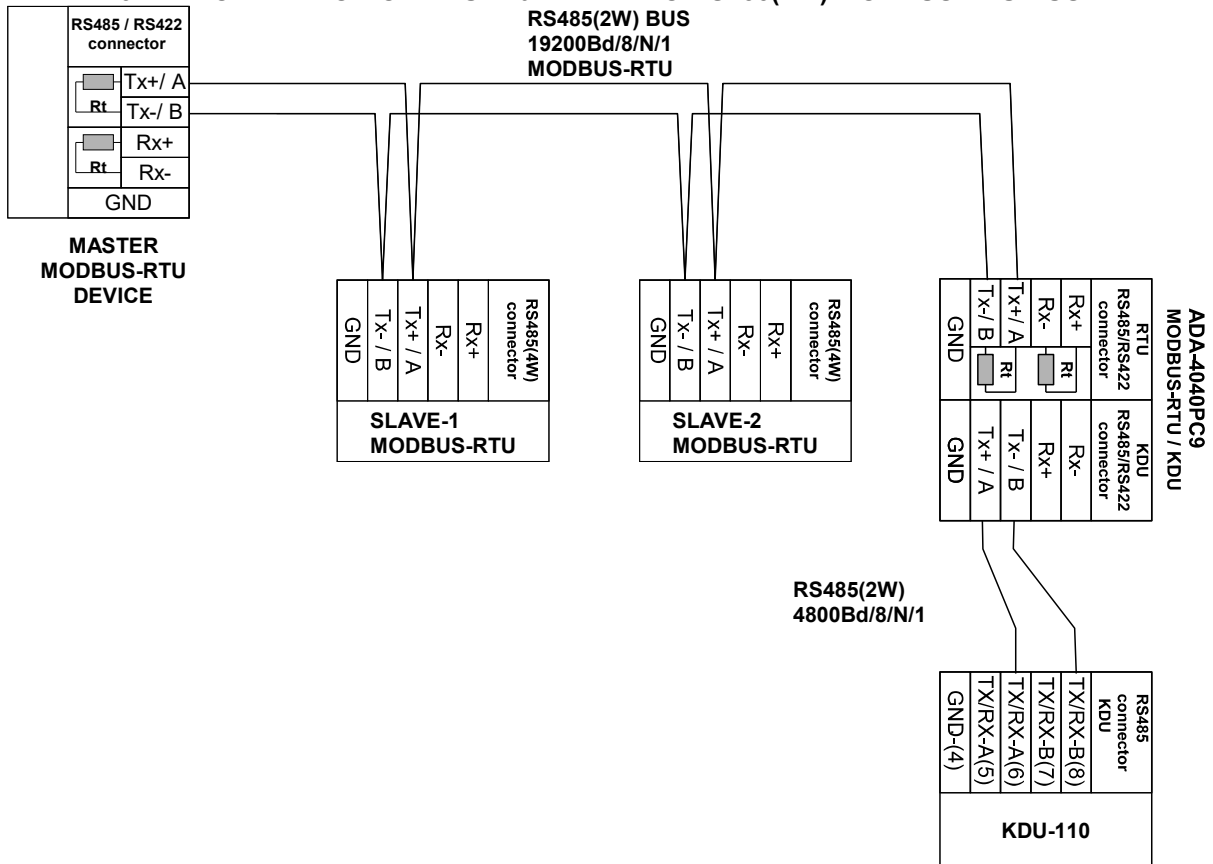 RS485(2W) BUS
19200Bd/8/N/1
MODBUS-RTU
RS485 / RS422
connector
Tx+/ A
Rt
Tx-/ B
Rx+
Rt
Rx-
GND
MASTER
MODBUS-RTU
DEVICE
RS485(4W)
connector
Rx+
Rx-
Tx+ / A
Tx- / B
GND
SLAVE-1
MODBUS-RTU
RS485(4W)
connector
Rx+
Rx-
Tx+ / A
Tx- / B
GND
SLAVE-2
MODBUS-RTU
ADA-4040PC9
MODBUS-RTU / KDU
RTU
RS485/RS422
connector
Rx+
Rx-
Rt
Tx+/ A
Tx-/ B
Rt
GND
KDU
RS485/RS422
connector
Rx-
Rx+
Tx- / B
Tx+ / A
GND
RS485(2W)
4800Bd/8/N/1
RS485
connector
KDU
TX/RX-B(8)
TX/RX-B(7)
TX/RX-A(6)
TX/RX-A(5)
GND-(4)
KDU-110